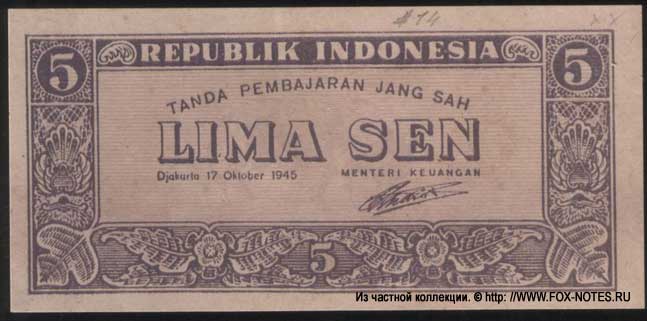 #14
5 REPUBLIK INDONESIA 5
TANDA PEMBAJARAN JANG SAH
LIMA SEN
Djakarta 17 Oktober 1945 MENTERI KEUANGAN
5
Из частной коллекции. © http: //WWW.FOX-NOTES.RU